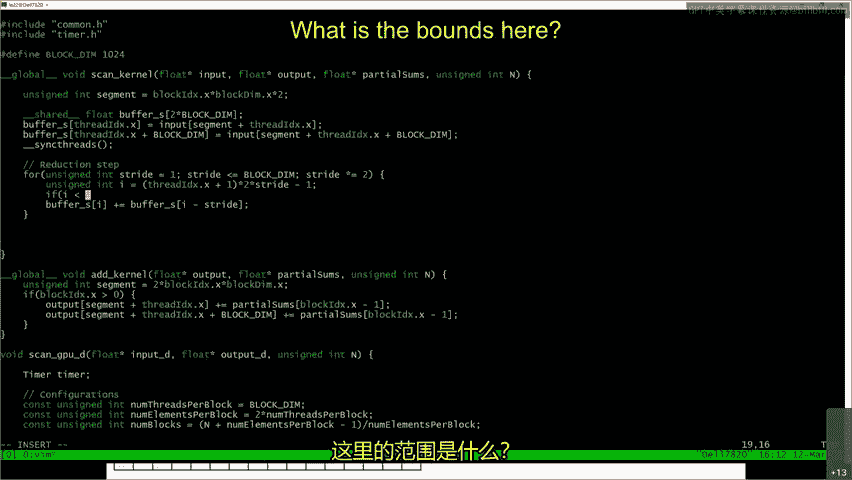 #include "common.h"
#include "timer.h"
What is the bounds here?
#define BLOCK_DIM 1024
__global__ void scan_kernel(float* input, float* output, float* partialSums, unsigned int N) {
unsigned int segment = blockIdx.x*blockDim.x*2;
__shared__ float buffer_s[2*BLOCK_DIM];
buffer_s[threadIdx.x] = input[segment + threadIdx.x];
buffer_s[threadIdx.x + BLOCK_DIM] = input[segment + threadIdx.x + BLOCK_DIM];
__syncthreads();
// Reduction step
for(unsigned int stride = 1; stride <= BLOCK_DIM; stride *= 2) {
unsigned int i = (threadIdx.x + 1)*2*stride - 1;
if(i <
buffer_s[i] += buffer_s[i - stride];
}
}
__global__ void add_kernel(float* output, float* partialSums, unsigned int N) {
unsigned int segment = 2*blockIdx.x*blockDim.x;
if(blockIdx.x > 0) {
output[segment + threadIdx.x] += partialSums[blockIdx.x - 1];
output[segment + threadIdx.x + BLOCK_DIM] += partialSums[blockIdx.x - 1];
}
}
void scan_gpu_d(float* input_d, float* output_d, unsigned int N) {
Timer timer;
// Configurations
const unsigned int numThreadsPerBlock = BLOCK_DIM;
const unsigned int numElementsPerBlock = 2*numThreadsPerBlock;
const unsigned int numBlocks = (N + numElementsPerBlock - 1)/numElementsPerBlock;
-- INSERT --
19,16
这里的范围是什么?
+13